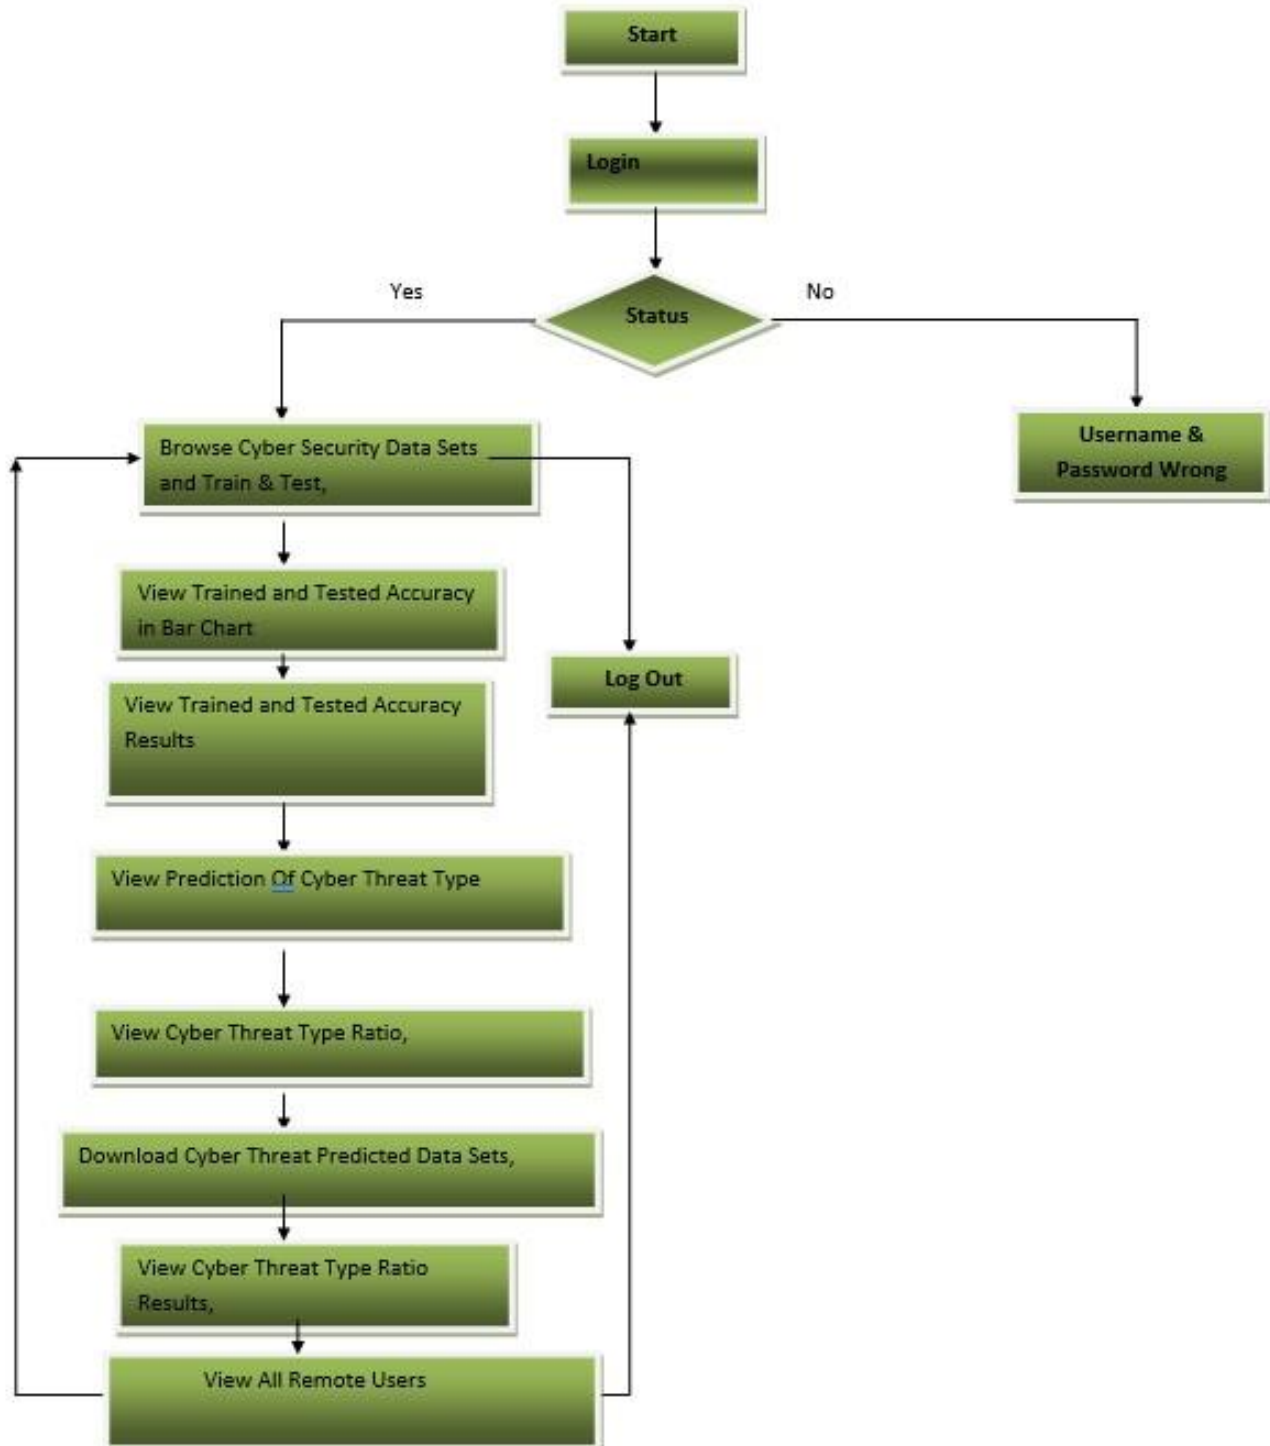 Start
Login
Status
Yes
No
Browse Cyber Security Data Sets
and Train & Test,
Username &
Password Wrong
View Trained and Tested Accuracy
in Bar Chart
Log Out
View Trained and Tested Accuracy
Results
View Prediction Of Cyber Threat Type
View Cyber Threat Type Ratio,
Download Cyber Threat Predicted Data Sets,
View Cyber Threat Type Ratio
Results,
View All Remote Users